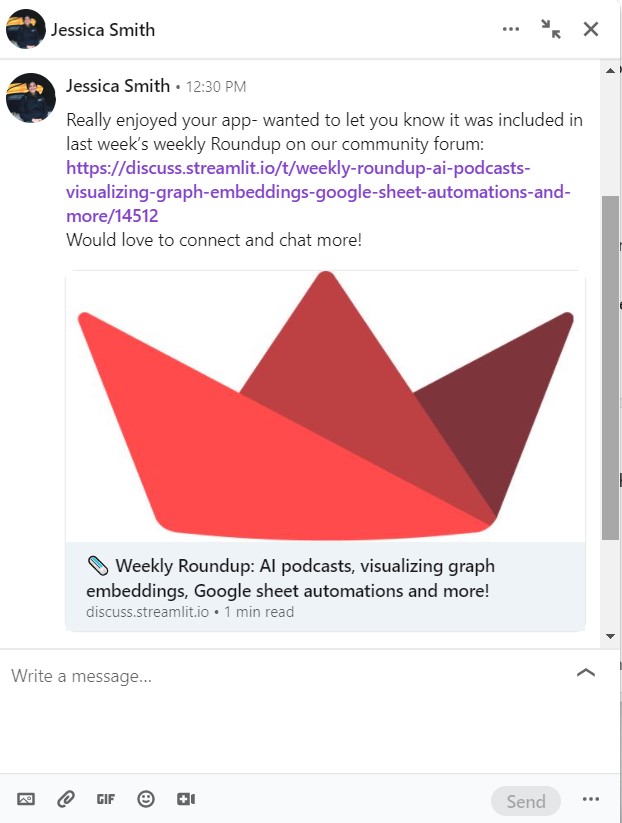 Jessica Smith
Jessica Smith • 12:30 PM
Really enjoyed your app- wanted to let you know it was included in
last week's weekly Roundup on our community forum:
https://discuss.streamlit.io/t/weekly-roundup-ai-podcasts-
visualizing-graph-embeddings-google-sheet-automations-and-
more/14512
Would love to connect and chat more!
Weekly Roundup: AI podcasts, visualizing graph
embeddings, Google sheet automations and more!
discuss.streamlit.io • 1 min read
Write a message...
GIF
Send